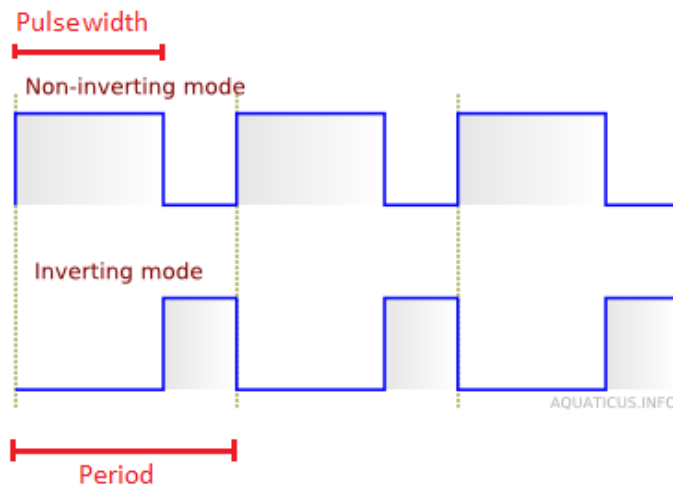 Pulsewidth
Non-inverting mode
Inverting mode
AQUATICUS.INFO
Period